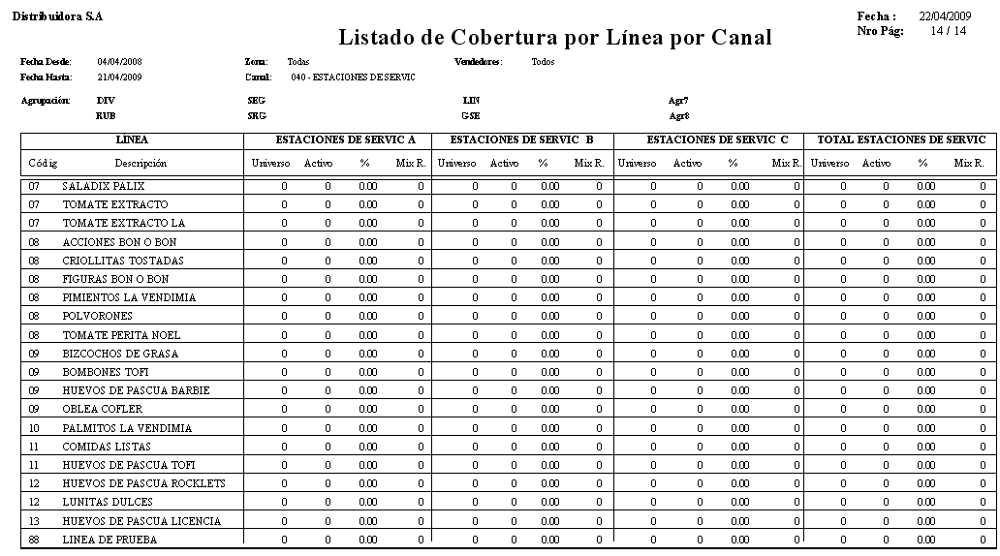 Distribuidora S.A
Fecha : 22/04/2009
Listado de Cobertura por Línea por Canal
Nro Pág: 14 / 14
Fecha Desde: 04/04/2008 Zona: Todas Vendedores: Todos
Fecha Hasta: 21/04/2009 Canal: 040 - ESTACIONES DE SERVIC
Agrupación: DIV SEG LIN Agr7
RUB SRG GSE Agr8
LÍNEA ESTACIONES DE SERVIC A ESTACIONES DE SERVIC B ESTACIONES DE SERVIC C TOTAL ESTACIONES DE SERVIC
Códig Descripción Universo Activo % Mix R. Universo Activo % Mix R. Universo Activo % Mix R. Universo Activo % Mix R.
07 SALADIX PALIX 0 0 0.00 0 0 0 0.00 0 0 0 0.00 0 0 0 0.00 0
07 TOMATE EXTRACTO 0 0 0.00 0 0 0 0.00 0 0 0 0.00 0 0 0 0.00 0
07 TOMATE EXTRACTO LA 0 0 0.00 0 0 0 0.00 0 0 0 0.00 0 0 0 0.00 0
08 ACCIONES BON O BON 0 0 0.00 0 0 0 0.00 0 0 0 0.00 0 0 0 0.00 0
08 CRIOLLITAS TOSTADAS 0 0 0.00 0 0 0 0.00 0 0 0 0.00 0 0 0 0.00 0
08 FIGURAS BON O BON 0 0 0.00 0 0 0 0.00 0 0 0 0.00 0 0 0 0.00 0
08 PIMIENTOS LA VENDIMIA 0 0 0.00 0 0 0 0.00 0 0 0 0.00 0 0 0 0.00 0
08 POLVORONES 0 0 0.00 0 0 0 0.00 0 0 0 0.00 0 0 0 0.00 0
08 TOMATE PERITA NOEL 0 0 0.00 0 0 0 0.00 0 0 0 0.00 0 0 0 0.00 0
09 BIZCOCHOS DE GRASA 0 0 0.00 0 0 0 0.00 0 0 0 0.00 0 0 0 0.00 0
09 BOMBONES TOFI 0 0 0.00 0 0 0 0.00 0 0 0 0.00 0 0 0 0.00 0
09 HUEVOS DE PASCUA BARBIE 0 0 0.00 0 0 0 0.00 0 0 0 0.00 0 0 0 0.00 0
09 OBLEA COFLER 0 0 0.00 0 0 0 0.00 0 0 0 0.00 0 0 0 0.00 0
10 PALMITOS LA VENDIMIA 0 0 0.00 0 0 0 0.00 0 0 0 0.00 0 0 0 0.00 0
11 COMIDAS LISTAS 0 0 0.00 0 0 0 0.00 0 0 0 0.00 0 0 0 0.00 0
11 HUEVOS DE PASCUA TOFI 0 0 0.00 0 0 0 0.00 0 0 0 0.00 0 0 0 0.00 0
12 HUEVOS DE PASCUA ROCKLETS 0 0 0.00 0 0 0 0.00 0 0 0 0.00 0 0 0 0.00 0
12 LUNITAS DULCES 0 0 0.00 0 0 0 0.00 0 0 0 0.00 0 0 0 0.00 0
13 HUEVOS DE PASCUA LICENCIA 0 0 0.00 0 0 0 0.00 0 0 0 0.00 0 0 0 0.00 0
88 LINEA DE PRUEBA 0 0 0.00 0 0 0 0.00 0 0 0 0.00 0 0 0 0.00 0